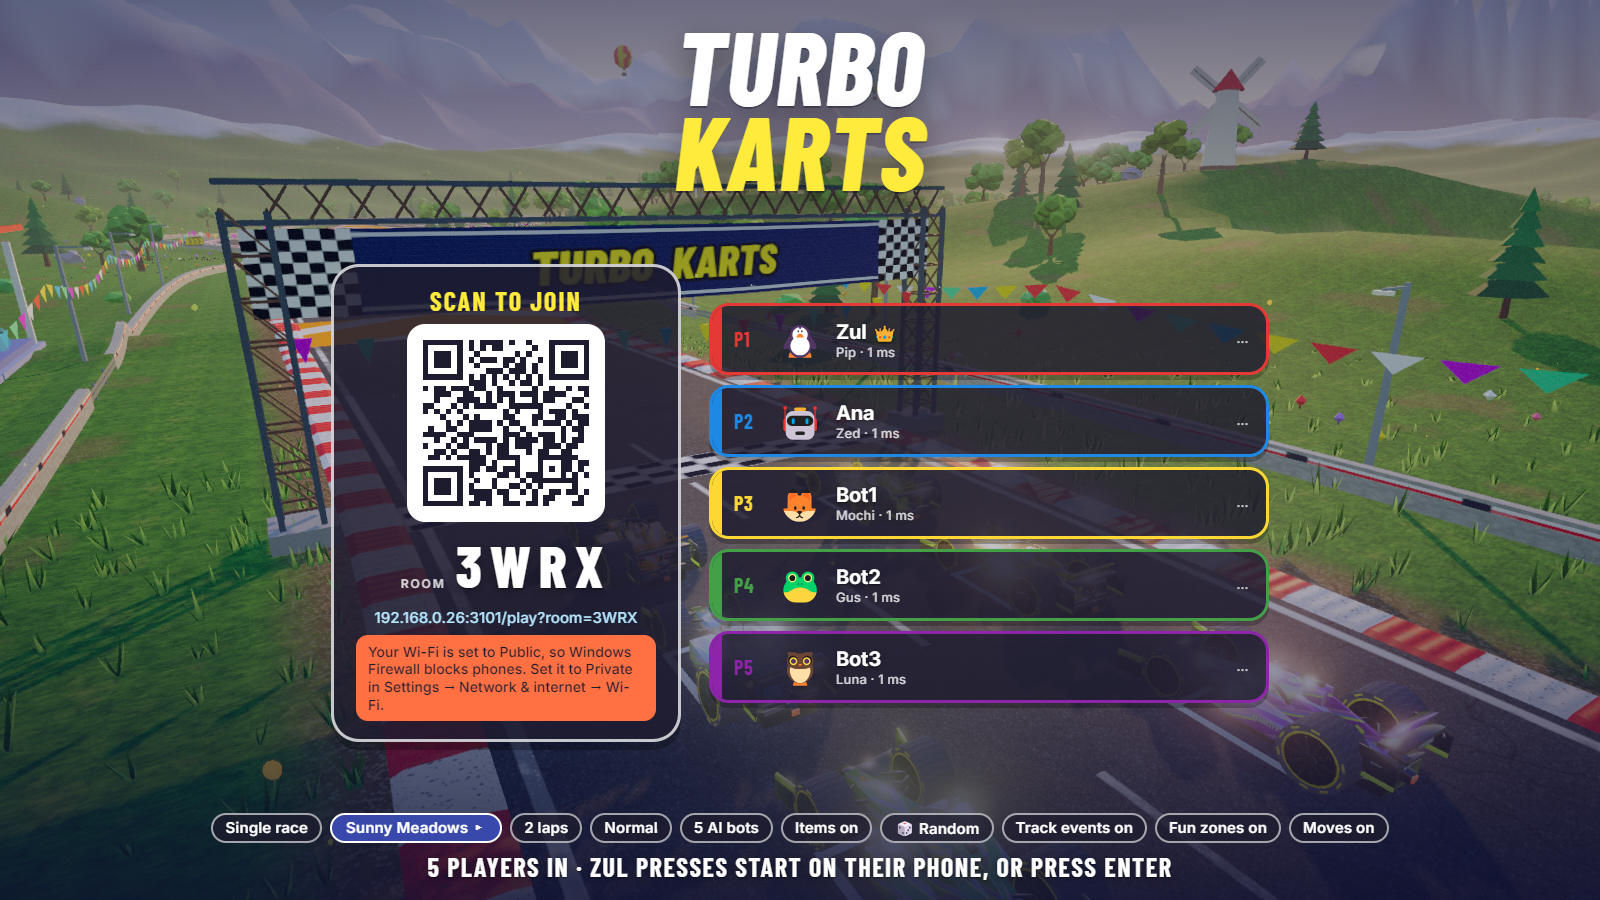 TURBO
KARTS
TURBO KARTS
SCAN TO JOIN
ROOM 3WRX
192.168.0.26:3101/play?room=3WRX
Your Wi-Fi is set to Public, so Windows
Firewall blocks phones. Set it to Private
in Settings → Network & internet → Wi-
Fi.
P1 Zul 👑 ...
Pip · 1 ms
P2 Ana ...
Zed · 1 ms
P3 Bot1 ...
Mochi · 1 ms
P4 Bot2 ...
Gus · 1 ms
P5 Bot3 ...
Luna · 1 ms
Single race Sunny Meadows ▸ 2 laps Normal 5 AI bots Items on 🎲 Random Track events on Fun zones on Moves on
5 PLAYERS IN · ZUL PRESSES START ON THEIR PHONE, OR PRESS ENTER